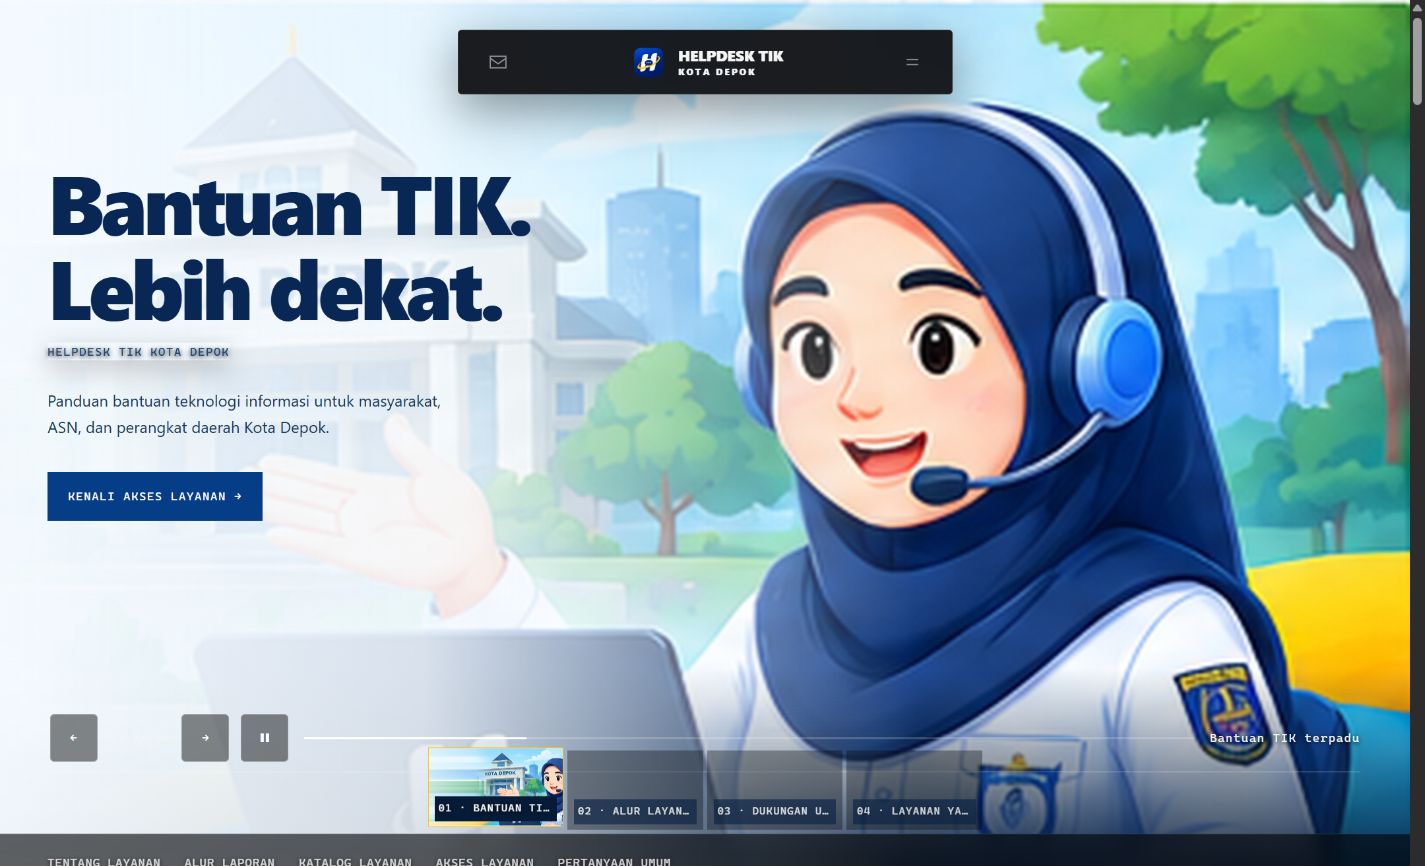 HELPDESK TIK
KOTA DEPOK
Bantuan TIK.
Lebih dekat.
HELPDESK TIK KOTA DEPOK
Panduan bantuan teknologi informasi untuk masyarakat,
ASN, dan perangkat daerah Kota Depok.
KENALI AKSES LAYANAN →
Bantuan TIK terpadu
KOTA DEPOK
01 · BANTUAN TI…
02 · ALUR LAYAN…
03 · DUKUNGAN U…
04 · LAYANAN YA…
TENTANG LAYANAN
ALUR LAPORAN
KATALOG LAYANAN
AKSES LAYANAN
PERTANYAAN UMUM